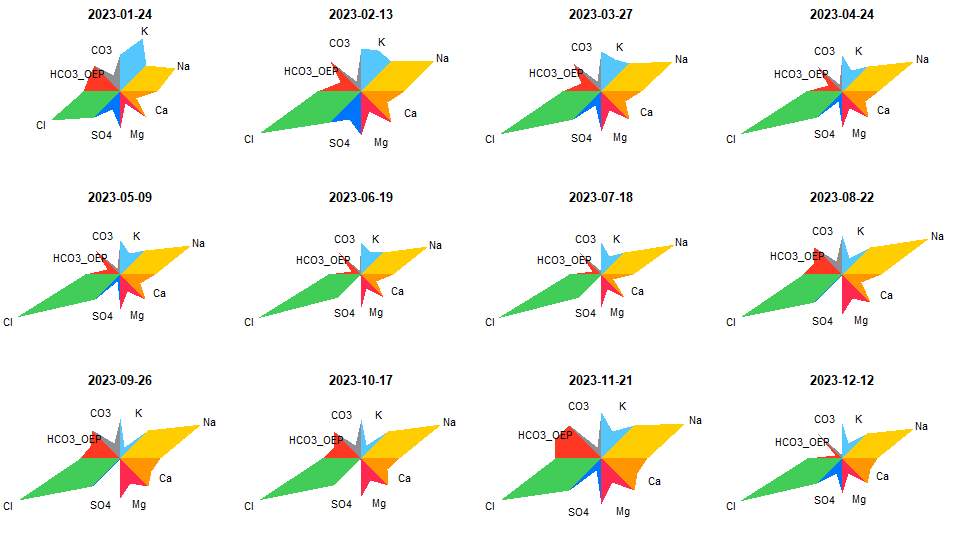 2023-01-24
2023-02-13
2023-03-27
2023-04-24
K
CO3
HCO3_OEP
Na
Ca
Mg
SO4
Cl
CO3
K
HCO3_OEP
Na
Ca
Mg
SO4
Cl
CO3
K
HCO3_OEP
Na
Ca
Mg
SO4
Cl
CO3
K
HCO3_OEP
Na
Ca
Mg
SO4
Cl
2023-05-09
2023-06-19
2023-07-18
2023-08-22
CO3
K
HCO3_OEP
Na
Ca
Mg
SO4
Cl
CO3
K
HCO3_OEP
Na
Ca
Mg
SO4
Cl
CO3
K
HCO3_OEP
Na
Ca
Mg
SO4
Cl
CO3
K
HCO3_OEP
Na
Ca
Mg
SO4
Cl
2023-09-26
2023-10-17
2023-11-21
2023-12-12
CO3
K
HCO3_OEP
Na
Ca
Mg
SO4
Cl
CO3
K
HCO3_OEP
Na
Ca
Mg
SO4
Cl
CO3
K
HCO3_OEP
Na
Ca
Mg
SO4
Cl
CO3
K
HCO3_OEP
Na
Ca
Mg
SO4
Cl